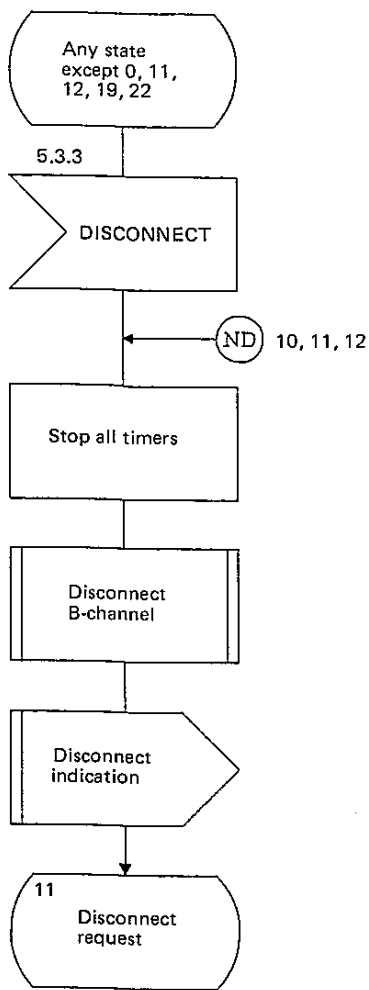 Any state
except 0, 11,
12, 19, 22
5.3.3
DISCONNECT
ND 10, 11, 12
Stop all timers
Disconnect
B-channel
Disconnect
indication
11
Disconnect
request